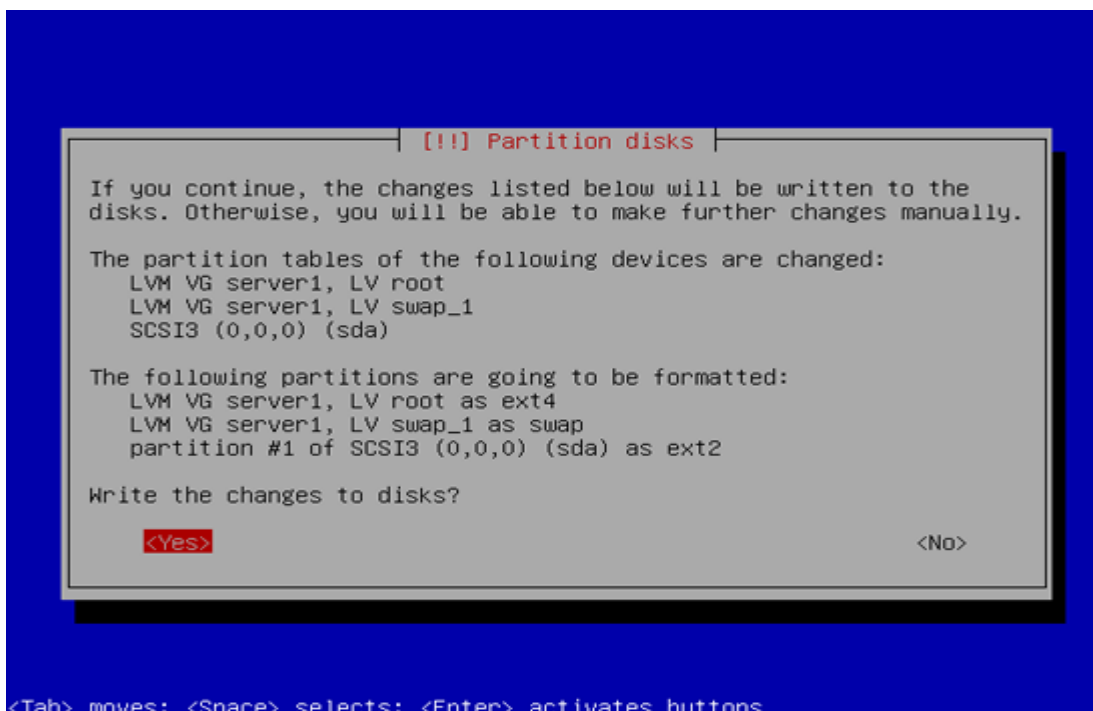 [!!] Partition disks
If you continue, the changes listed below will be written to the
disks. Otherwise, you will be able to make further changes manually.
The partition tables of the following devices are changed:
LVM VG server1, LV root
LVM VG server1, LV swap_1
SCSI3 (0,0,0) (sda)
The following partitions are going to be formatted:
LVM VG server1, LV root as ext4
LVM VG server1, LV swap_1 as swap
partition #1 of SCSI3 (0,0,0) (sda) as ext2
Write the changes to disks?
<Yes> <No>
<Tab> moves; <Space> selects; <Enter> activates buttons